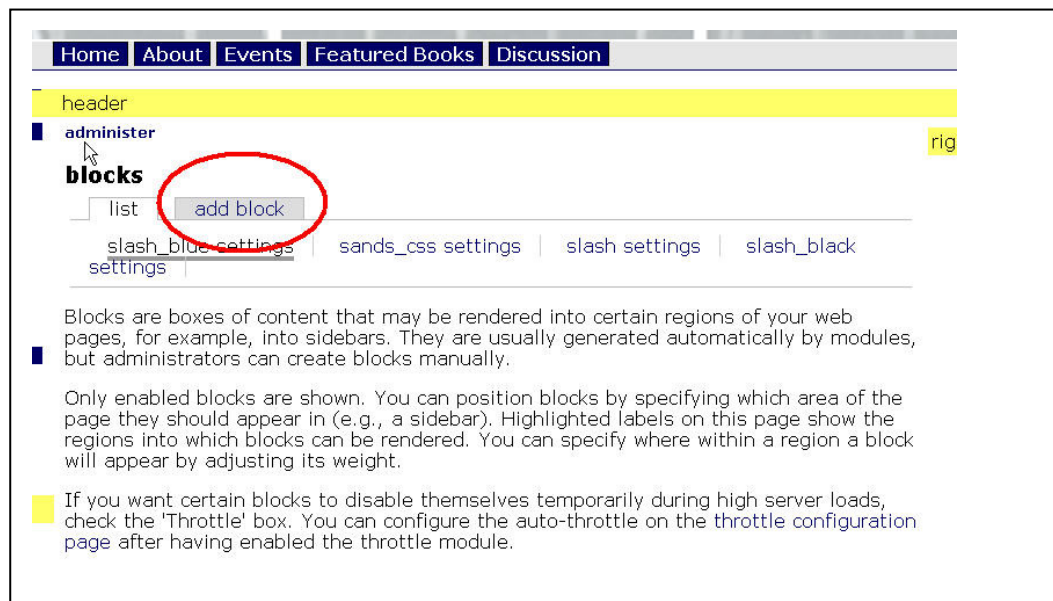 Home About Events Featured Books Discussion
header
administer
rig
blocks
list add block
slash_blue settings sands_css settings slash settings slash_black
settings
Blocks are boxes of content that may be rendered into certain regions of your web
pages, for example, into sidebars. They are usually generated automatically by modules,
but administrators can create blocks manually.
Only enabled blocks are shown. You can position blocks by specifying which area of the
page they should appear in (e.g., a sidebar). Highlighted labels on this page show the
regions into which blocks can be rendered. You can specify where within a region a block
will appear by adjusting its weight.
If you want certain blocks to disable themselves temporarily during high server loads,
check the 'Throttle' box. You can configure the auto-throttle on the throttle configuration
page after having enabled the throttle module.